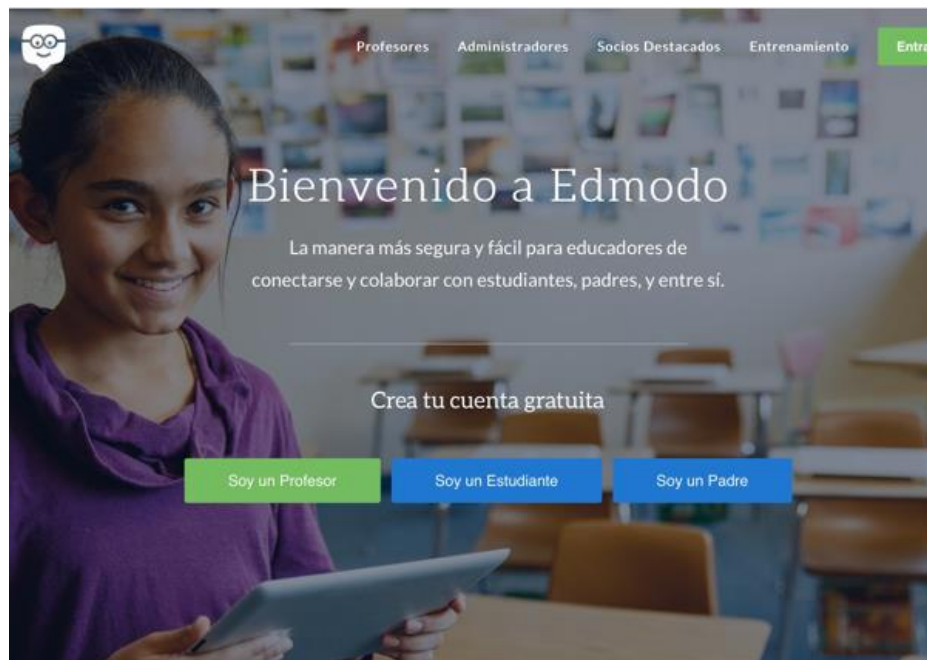 Profesores Administradores Socios Destacados Entrenamiento Entra
Bienvenido a Edmodo
La manera más segura y fácil para educadores de
conectarse y colaborar con estudiantes, padres, y entre sí.
Crea tu cuenta gratuita
Soy un Profesor Soy un Estudiante Soy un Padre